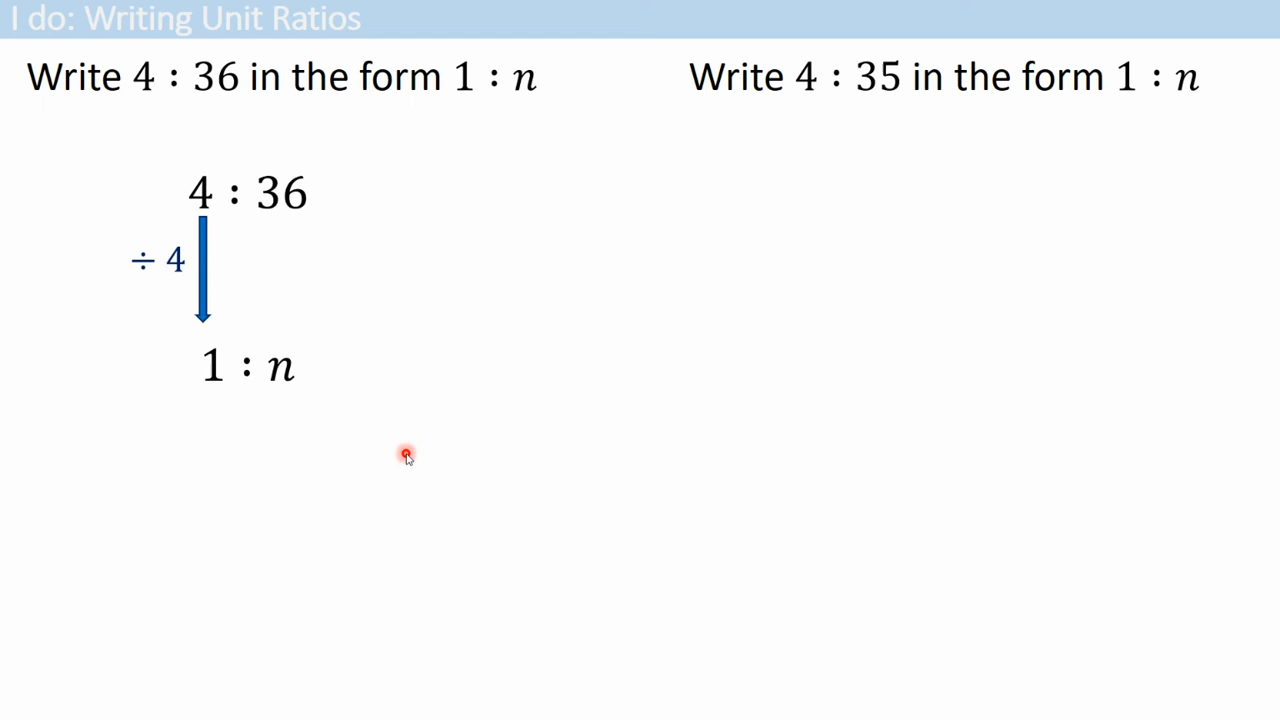 I do: Writing Unit Ratios
Write 4 : 36 in the form 1 : n
4 : 36
÷ 4
1 : n
Write 4 : 35 in the form 1 : n